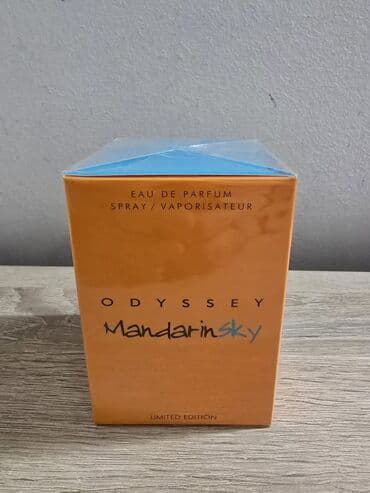 EAU DE PARFUM
SPRAY / VAPORISATEUR
ODYSSEY
Mandarinsky
LIMITED EDITION